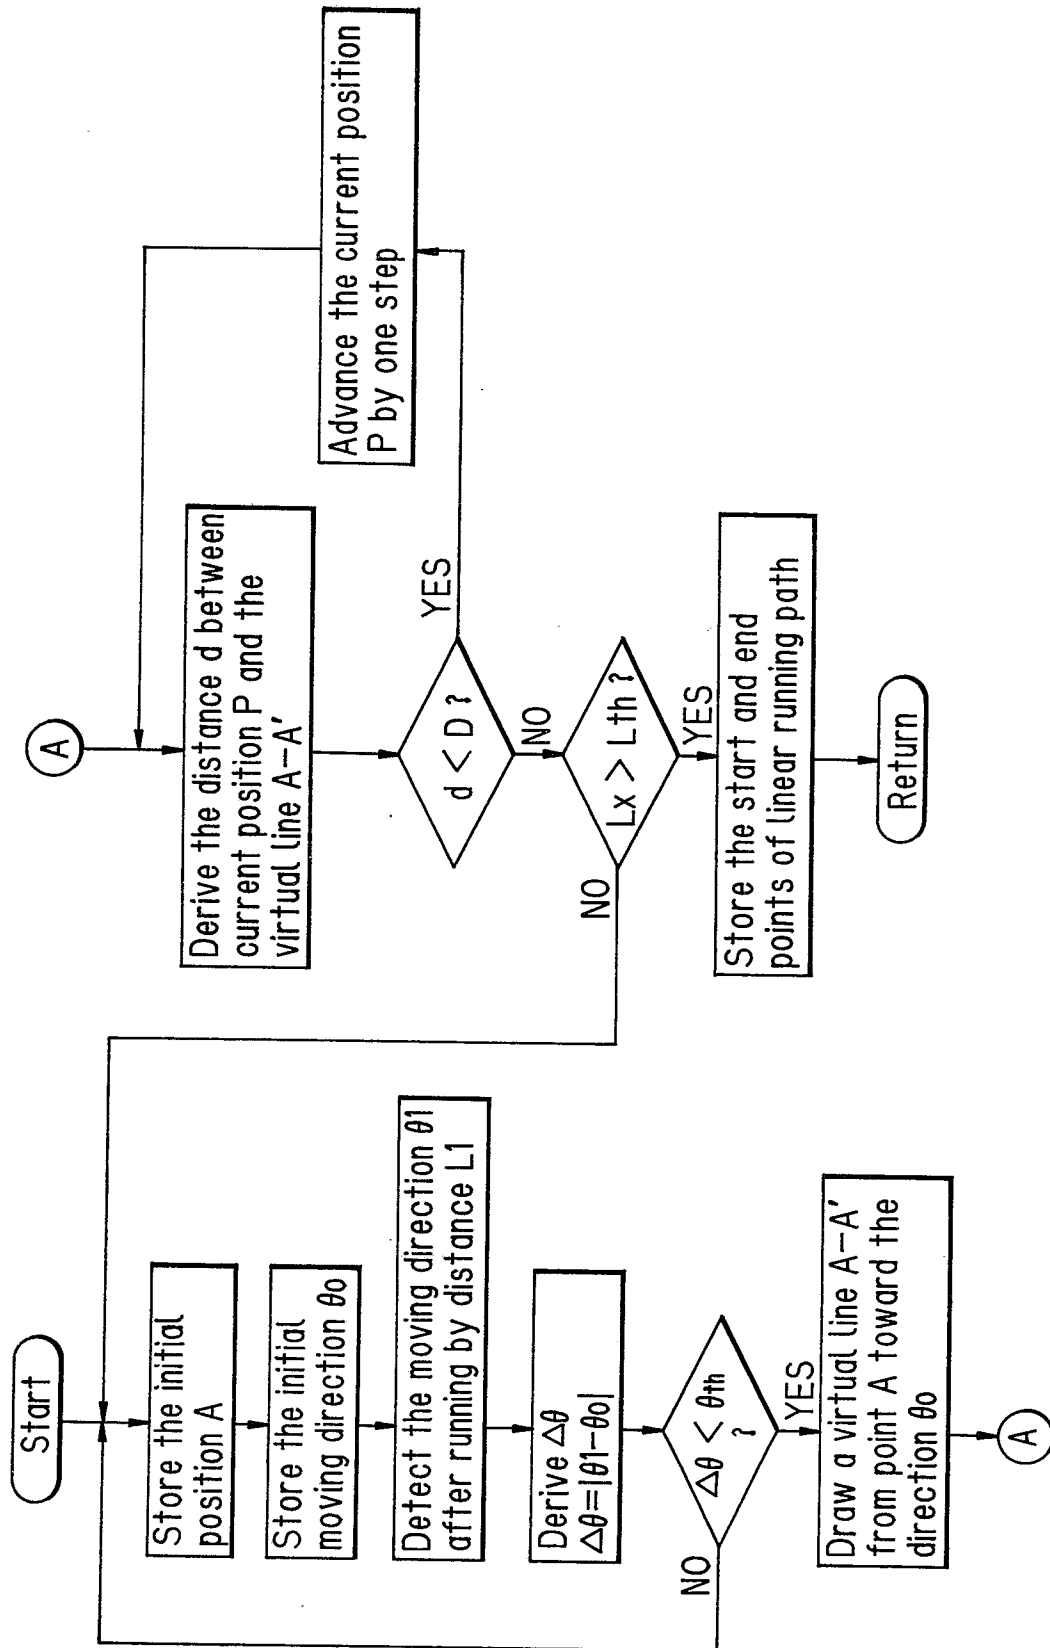 Start
Store the initial
position A
Store the initial
moving direction θo
Detect the moving direction θ1
after running by distance L1
Derive Δθ
Δθ=|θ1-θo|
Δθ < θth
?
NO
YES
Draw a virtual line A-A'
from point A toward the
direction θo
A
A
Derive the distance d between
current position P and the
virtual line A-A'
d < D ?
YES
Advance the current position
P by one step
NO
Lx > Lth ?
NO
YES
Store the start and end
points of linear running path
Return